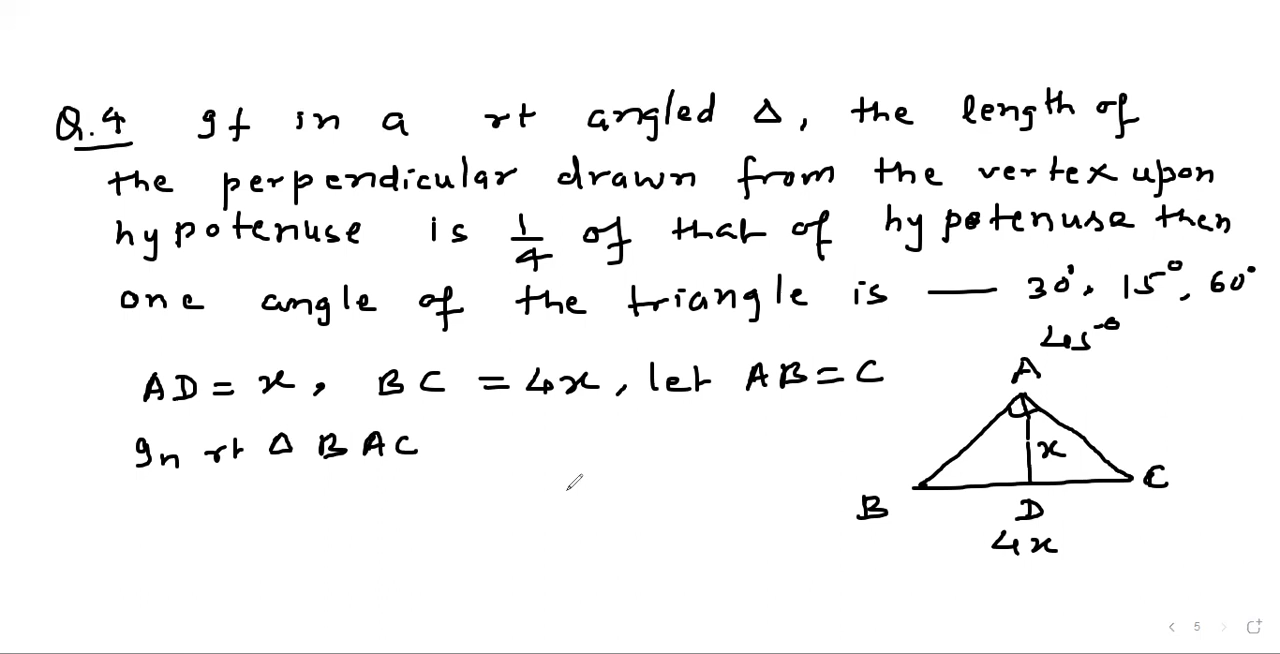 Q.4 If in a rt angled Δ, the length of
the perpendicular drawn from the vertex upon
hypotenuse is 1/4 of that of hypotenuse then
one angle of the triangle is — 30°, 15°, 60°
45°
AD = x, BC = 4x, let AB = C
In rt Δ BAC
A
x
B
C
D
4x
5